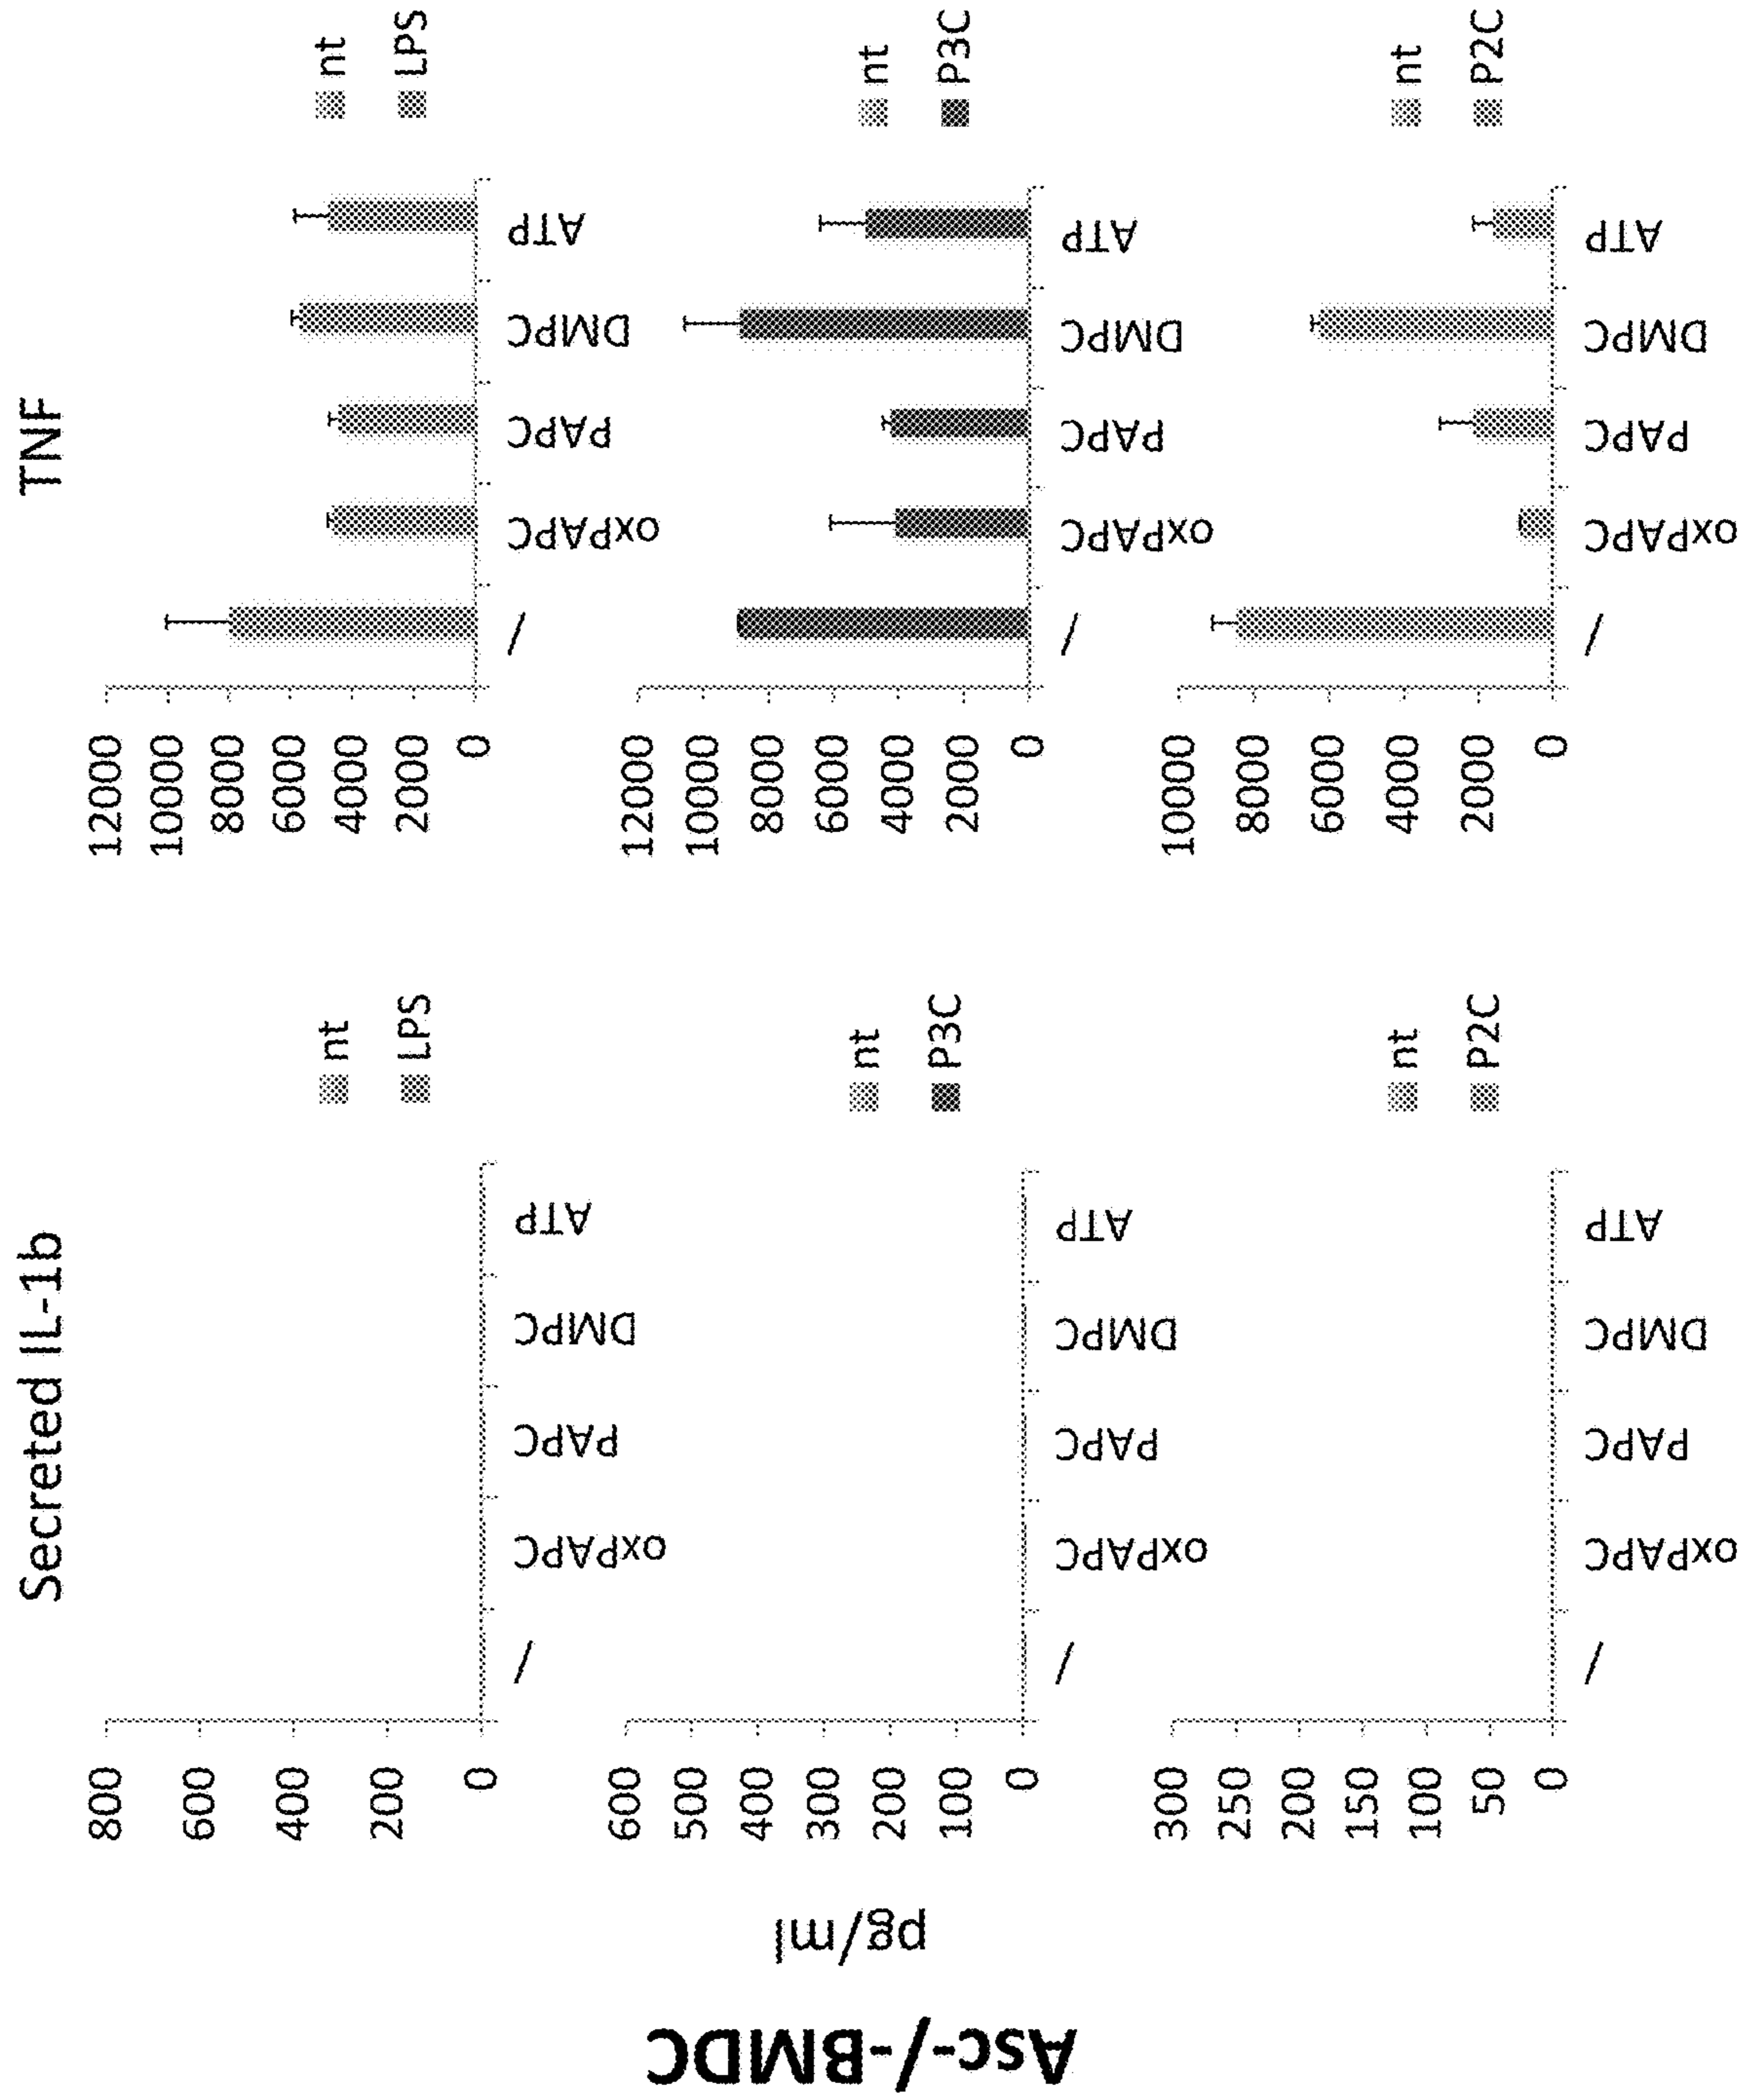 Asc-/-BMDC
pg/ml
Secreted IL-1b
800
600
400
200
0
/
oxPAPC
PAPC
DMPC
ATP
nt
LPS
600
500
400
300
200
100
0
/
oxPAPC
PAPC
DMPC
ATP
nt
P3C
300
250
200
150
100
50
0
/
oxPAPC
PAPC
DMPC
ATP
nt
P2C
TNF
12000
10000
8000
6000
4000
2000
0
/
oxPAPC
PAPC
DMPC
ATP
nt
LPS
12000
10000
8000
6000
4000
2000
0
/
oxPAPC
PAPC
DMPC
ATP
nt
P3C
10000
8000
6000
4000
2000
0
/
oxPAPC
PAPC
DMPC
ATP
nt
P2C